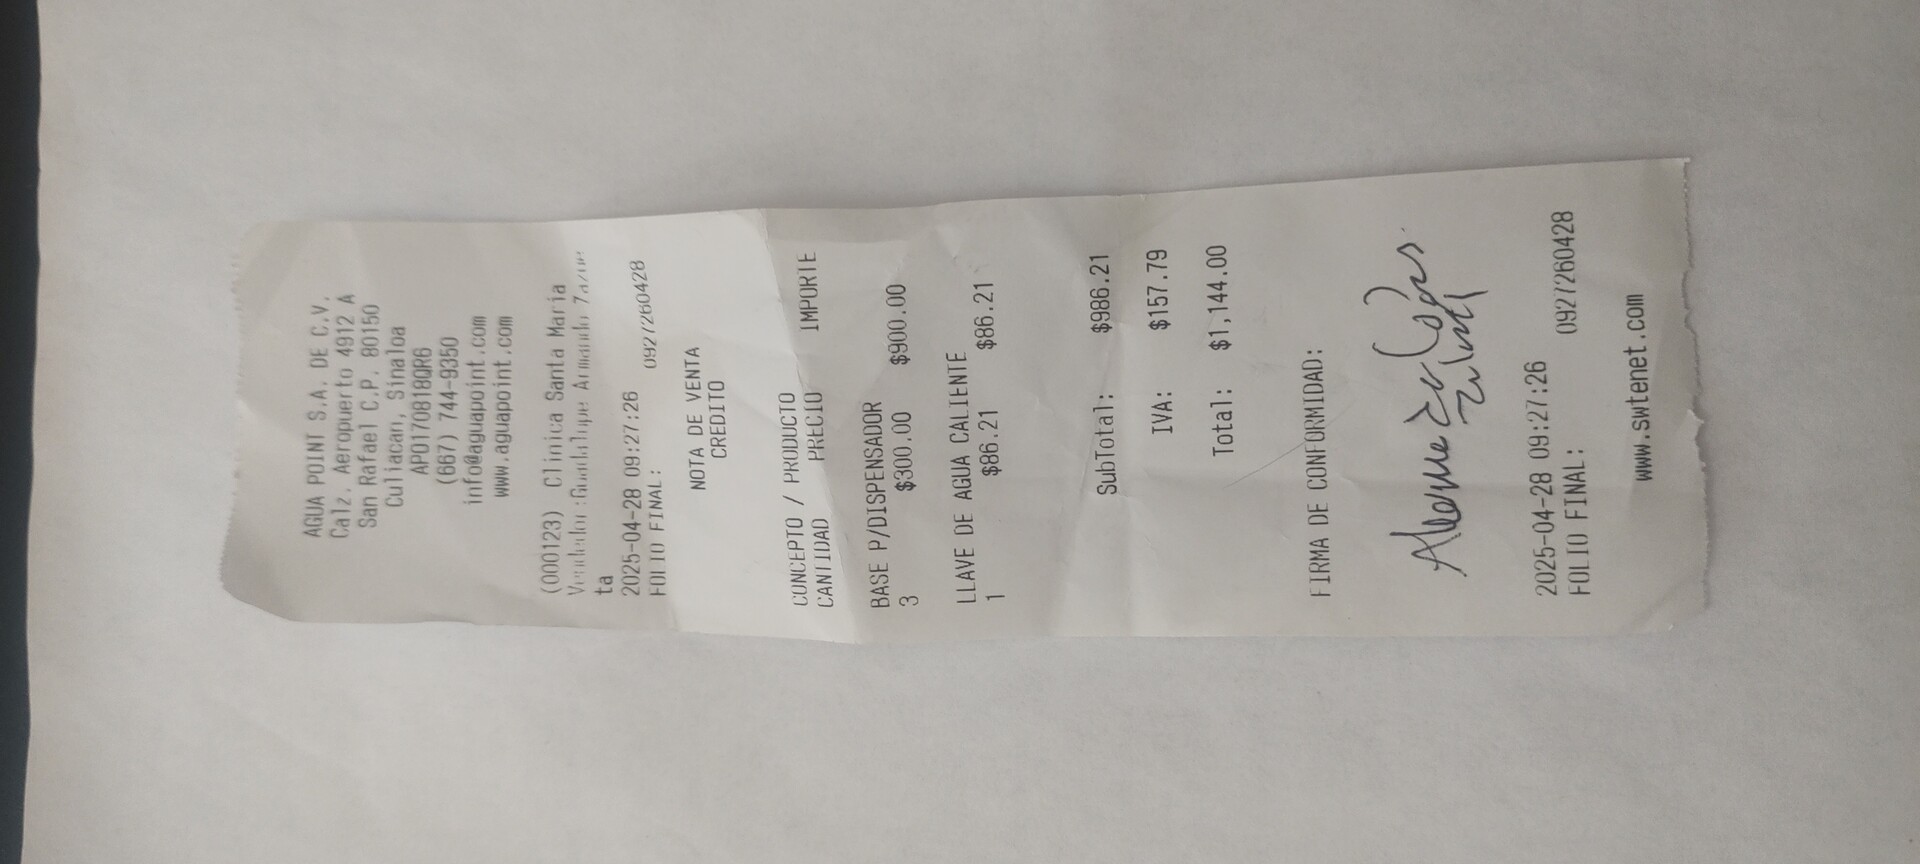 AGUA POINT S.A. DE C.V.
Calz. Aeropuerto 4912 A
San Rafael C.P. 80150
Culiacan, Sinaloa
APO170818QR6
(667) 744-9350
info@aguapoint.com
www.aguapoint.com
(000123) Clinica Santa Maria
Vendedor:Guadalupe Armando
ta
2025-04-28 09:27:26
FOLIO FINAL: 0927260428
NOTA DE VENTA
CREDITO
CONCEPTO / PRODUCTO
CANTIDAD PRECIO IMPORTE
BASE P/DISPENSADOR
3 $300.00 $900.00
LLAVE DE AGUA CALIENTE
1 $86.21 $86.21
SubTotal: $986.21
IVA: $157.79
Total: $1,144.00
FIRMA DE CONFORMIDAD:
2025-04-28 09:27:26
FOLIO FINAL: 0927260428
www.swtenet.com